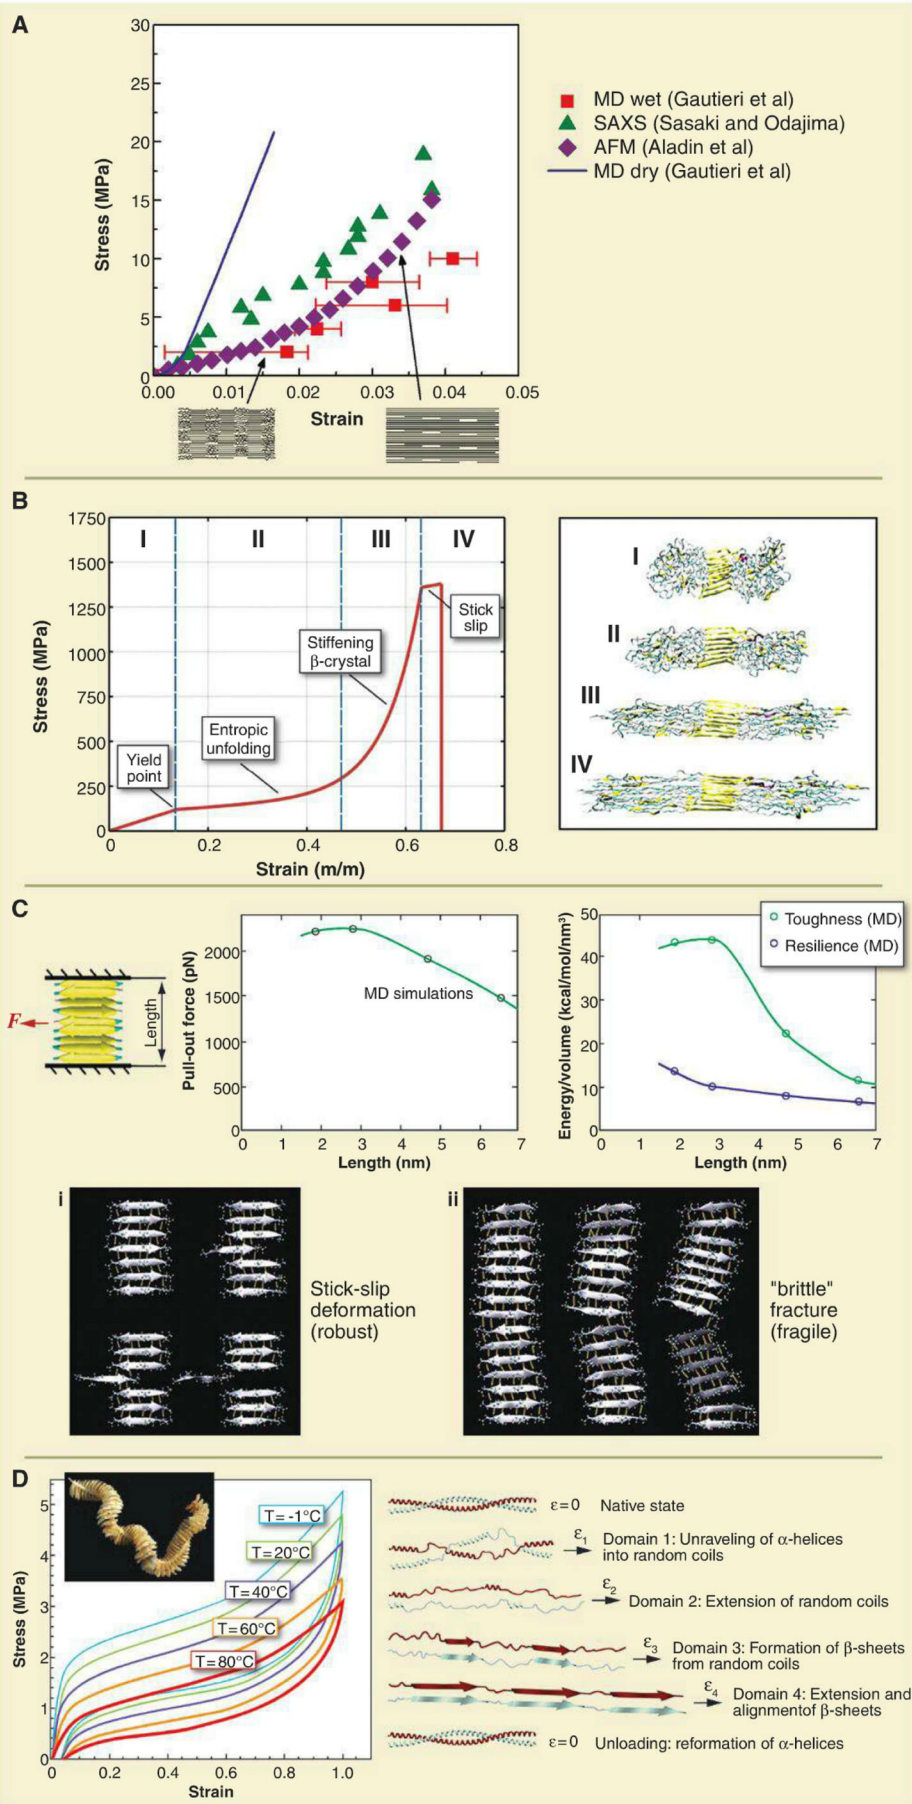 A
30
25
20
15
10
5
0
Stress (MPa)
0.00
0.01
0.02
0.03
0.04
0.05
Strain
MD wet (Gautieri et al)
SAXS (Sasaki and Odajima)
AFM (Aladin et al)
MD dry (Gautieri et al)
B
1750
1500
1250
1000
750
500
250
0
Stress (MPa)
I
II
III
IV
Yield
point
Entropic
unfolding
Stiffening
β-crystal
Stick
slip
0
0.2
0.4
0.6
0.8
Strain (m/m)
I
II
III
IV
C
F
Length
Pull-out force (pN)
2000
1500
1000
500
0
MD simulations
0 1 2 3 4 5 6 7
Length (nm)
Energy/volume (kcal/mol/nm³)
50
40
30
20
10
0
Toughness (MD)
Resilience (MD)
0 1 2 3 4 5 6 7
Length (nm)
i
Stick-slip
deformation
(robust)
ii
"brittle"
fracture
(fragile)
D
Stress (MPa)
5
4
3
2
1
0
T= -1°C
T=20°C
T=40°C
T=60°C
T=80°C
0 0.2 0.4 0.6 0.8 1.0
Strain
ε=0 Native state
ε1 Domain 1: Unraveling of α-helices
into random coils
ε2 Domain 2: Extension of random coils
ε3 Domain 3: Formation of β-sheets
from random coils
ε4 Domain 4: Extension and
alignmentof β-sheets
ε=0 Unloading: reformation of α-helices